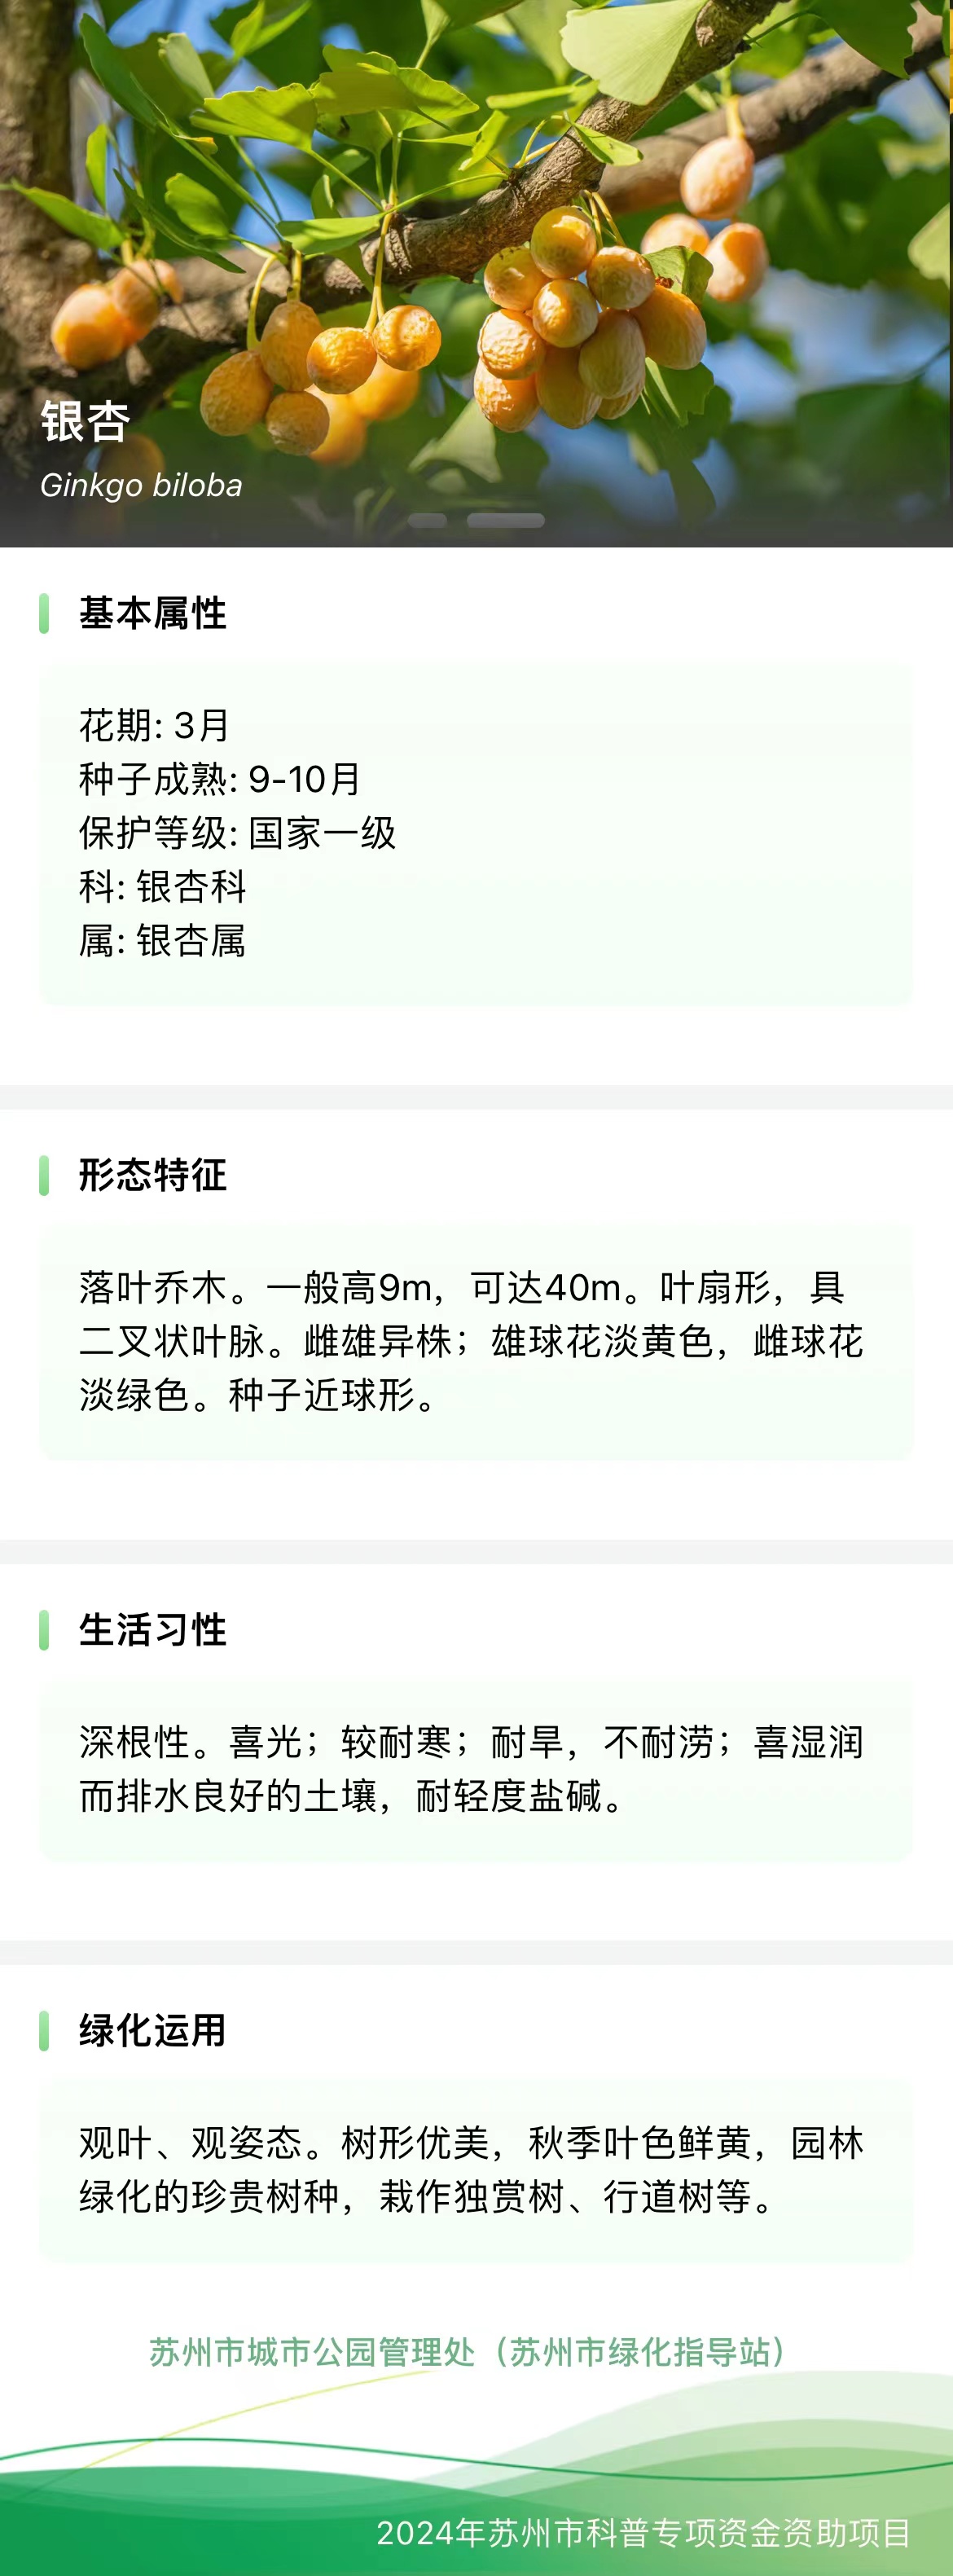 银杏
Ginkgo biloba
基本属性
花期: 3月
种子成熟: 9-10月
保护等级: 国家一级
科: 银杏科
属: 银杏属
形态特征
落叶乔木。一般高9m，可达40m。叶扇形，具
二叉状叶脉。雌雄异株；雄球花淡黄色，雌球花
淡绿色。种子近球形。
生活习性
深根性。喜光；较耐寒；耐旱，不耐涝；喜湿润
而排水良好的土壤，耐轻度盐碱。
绿化运用
观叶、观姿态。树形优美，秋季叶色鲜黄，园林
绿化的珍贵树种，栽作独赏树、行道树等。
苏州市城市公园管理处（苏州市绿化指导站）
2024年苏州市科普专项资金资助项目